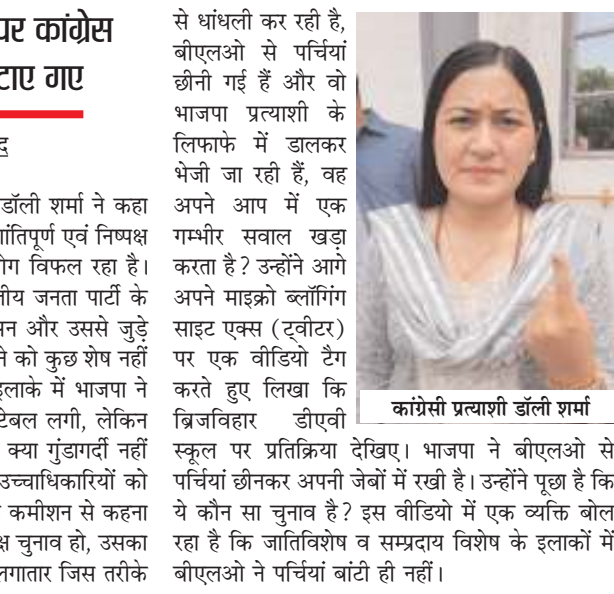 पर कांग्रेस
टाए गए
द
डॉली शर्मा ने कहा
ांतिपूर्ण एवं निष्पक्ष
ोग विफल रहा है।
ीय जनता पार्टी के
और उससे जुड़े
ने को कुछ शेष नहीं
इलाके में भाजपा ने
टेबल लगी, लेकिन
क्या गुंडागर्दी नहीं
उच्चाधिकारियों को
कमीशन से कहना
क्ष चुनाव हो, उसका
लगातार जिस तरीके
से धांधली कर रही है,
बीएलओ से पर्चियां
छीनी गई हैं और वो
भाजपा प्रत्याशी के
लिफाफे में डालकर
भेजी जा रही हैं, वह
अपने आप में एक
गम्भीर सवाल खड़ा
करता है? उन्होंने आगे
अपने माइक्रो ब्लॉगिंग
साइट एक्स (ट्वीटर)
पर एक वीडियो टैग
करते हुए लिखा कि
ब्रिजविहार डीएवी
स्कूल पर प्रतिक्रिया देखिए। भाजपा ने बीएलओ से
पर्चियां छीनकर अपनी जेबों में रखी है। उन्होंने पूछा है कि
ये कौन सा चुनाव है? इस वीडियो में एक व्यक्ति बोल
रहा है कि जातिविशेष व सम्प्रदाय विशेष के इलाकों में
बीएलओ ने पर्चियां बांटी ही नहीं।
कांग्रेसी प्रत्याशी डॉली शर्मा